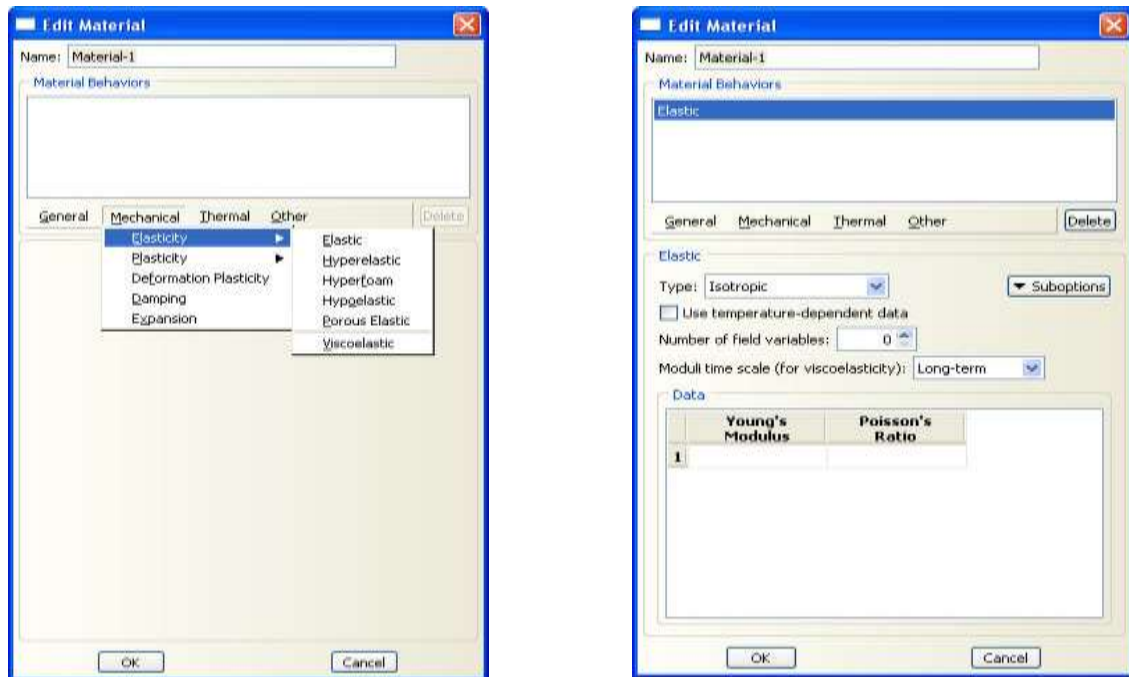 Edit Material
Name: Material-1
Material Behaviors
General Mechanical Thermal Other Delete
Elasticity
Plasticity
Deformation Plasticity
Damping
Expansion
Elastic
Hyperelastic
Hyperfoam
Hypoelastic
Porous Elastic
Viscoelastic
OK Cancel
Edit Material
Name: Material-1
Material Behaviors
Elastic
General Mechanical Thermal Other Delete
Elastic
Type: Isotropic Suboptions
Use temperature-dependent data
Number of field variables: 0
Moduli time scale (for viscoelasticity): Long-term
Data
Young's Poisson's
Modulus Ratio
1
OK Cancel